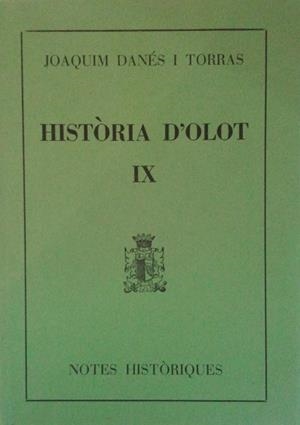 JOAQUIM DANÉS I TORRAS
HISTÒRIA D'OLOT
IX
NOTES HISTÒRIQUES